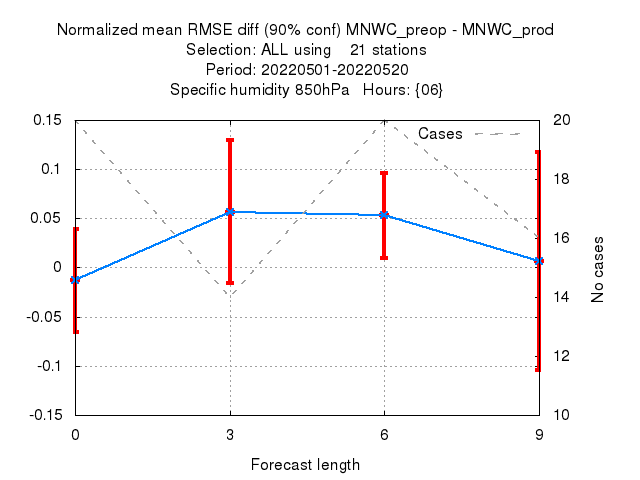 Normalized mean RMSE diff (90% conf) MNWC_preop - MNWC_prod
Selection: ALL using    21 stations
Period: 20220501-20220520
Specific humidity 850hPa   Hours: {06}
Cases
0.15
0.1
0.05
0
-0.05
-0.1
-0.15
20
18
16
14
12
10
No cases
0 3 6 9
Forecast length